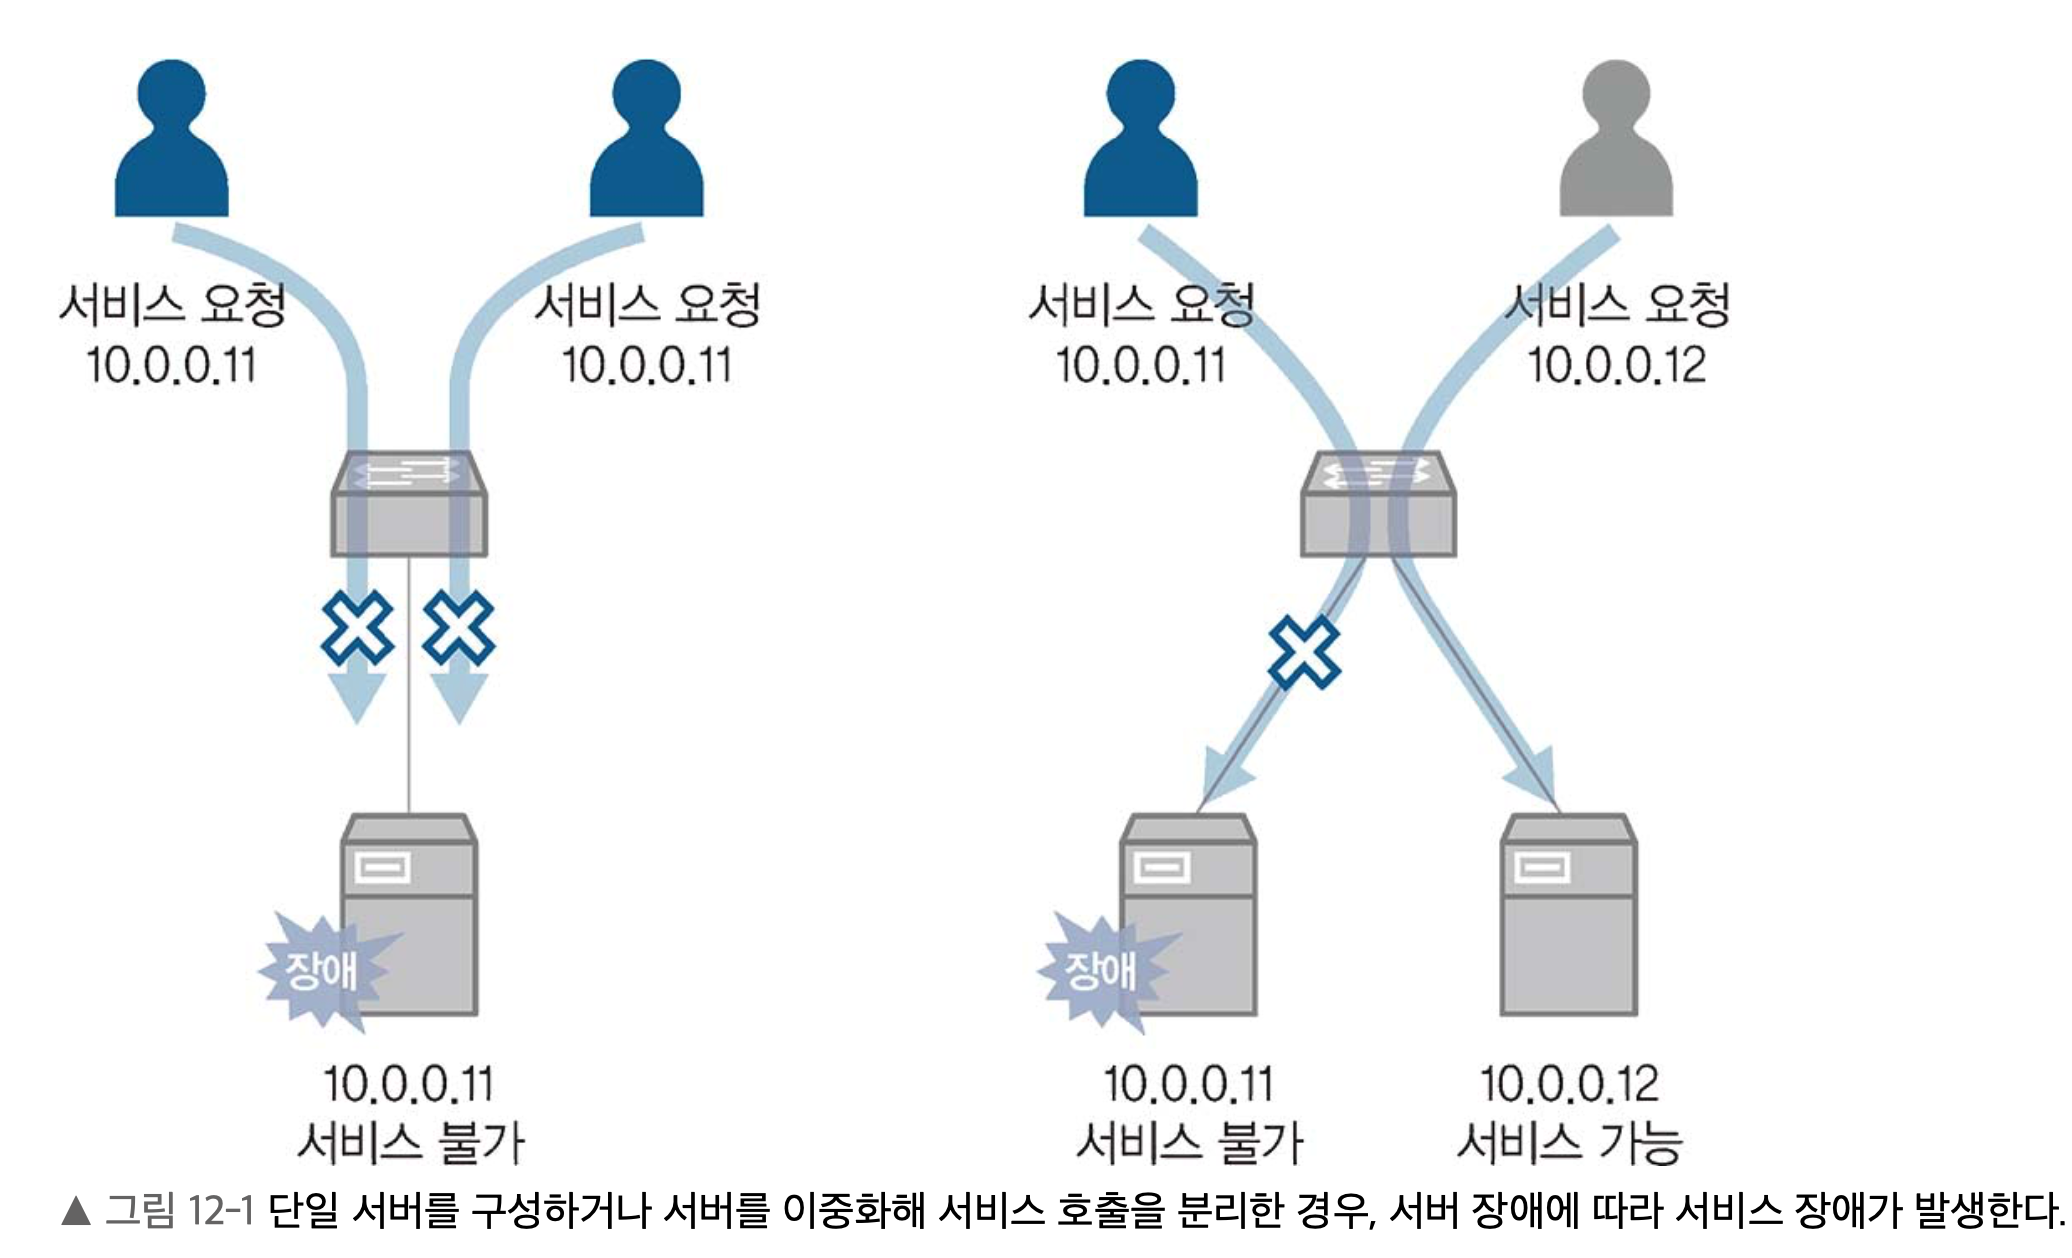 서비스 요청
10.0.0.11
서비스 요청
10.0.0.11
서비스 요청
10.0.0.11
서비스 요청
10.0.0.12
장애
장애
10.0.0.11
서비스 불가
10.0.0.11
서비스 불가
10.0.0.12
서비스 가능
▲ 그림 12-1 단일 서버를 구성하거나 서버를 이중화해 서비스 호출을 분리한 경우, 서버 장애에 따라 서비스 장애가 발생한다.